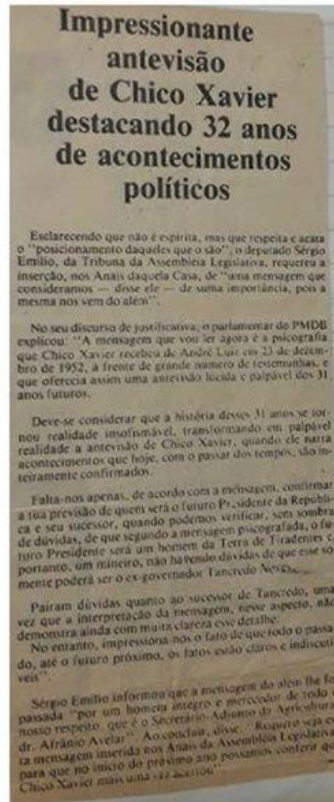 Impressionante
antevisão
de Chico Xavier
destacando 32 anos
de acontecimentos
políticos
Esclarecendo que não é espírita, mas que respeita e acata
o "posicionamento daqueles que o são", o deputado Sérgio
Emílio, da Tribuna da Assembléia Legislativa, requereu a
inserção, nos Anais daquela Casa, de "uma mensagem que
consideramos — disse ele — de suma importância, pois a
mesma nos vem do além".
No seu discurso de justificativa, o parlamentar do PMDB
explicou: "A mensagem que vou ler agora é a psicografia
que Chico Xavier recebeu de André Luiz em 23 de dezem-
bro de 1952, à frente de grande numero de testemunhas, e
que oferecia assim uma antevisão lúcida e palpável dos 31
anos futuros.
Deve-se considerar que a história desses 31 anos se tor-
nou realidade insofismável, transformando em palpável
realidade a antevisão de Chico Xavier, quando ele narra
acontecimentos que hoje, com o passar dos tempos, são in-
teiramente confirmados.
Falta-nos apenas, de acordo com a mensagem, confirmar
a sua previsão de quem será o futuro Presidente da Repúbli-
ca e seu sucessor, quando podemos verificar, sem sombra
de dúvidas, de que segundo a mensagem psicografada, o fu-
turo Presidente será um homem da Terra de Tiradentes e,
portanto, um mineiro, não havendo dúvidas de que esse so-
mente poderá ser o ex-governador Tancredo Neves.
Pairam dúvidas quanto ao sucessor de Tancredo, uma
vez que a interpretação da mensagem, nesse aspecto, não
demonstra ainda com muita clareza esse detalhe.
No entanto, impressiona-nos o fato de que todo o passa-
do, até o futuro próximo, os fatos estão claros e indiscutí-
veis".
Sérgio Emílio informou que a mensagem do além lhe foi
passada "por um homem íntegro e merecedor de todo o
nosso respeito, que é o Secretário-Adjunto da Agricultura,
dr. Afrânio Avelar". Ao concluir, disse: "Requeiro seja es-
ta mensagem inserida nos Anais da Assembléia Legislativa
para que no início do próximo ano possamos conferir que
Chico Xavier mais uma vez acertou".